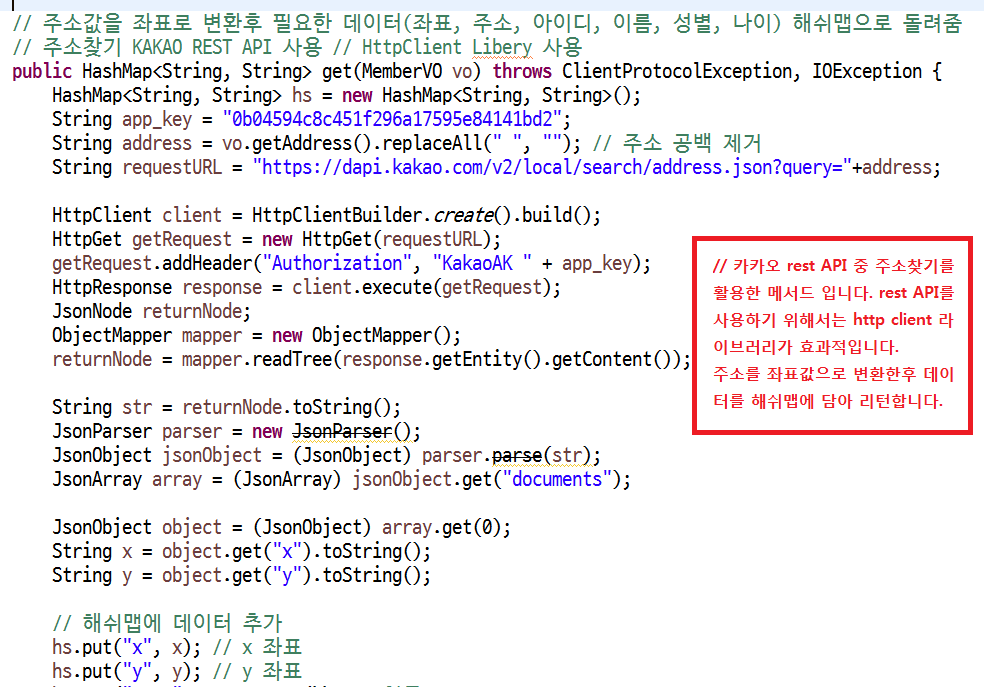 // 주소값을 좌표로 변환후 필요한 데이터(좌표, 주소, 아이디, 이름, 성별, 나이) 해쉬맵으로 돌려줌
// 주소찾기 KAKAO REST API 사용 // HttpClient Libery 사용
public HashMap<String, String> get(MemberVO vo) throws ClientProtocolException, IOException {
HashMap<String, String> hs = new HashMap<String, String>();
String app_key = "0b04594c8c451f296a17595e84141bd2";
String address = vo.getAddress().replaceAll(" ", ""); // 주소 공백 제거
String requestURL = "https://dapi.kakao.com/v2/local/search/address.json?query="+address;
HttpClient client = HttpClientBuilder.create().build();
HttpGet getRequest = new HttpGet(requestURL);
getRequest.addHeader("Authorization", "KakaoAK " + app_key);
HttpResponse response = client.execute(getRequest);
JsonNode returnNode;
ObjectMapper mapper = new ObjectMapper();
returnNode = mapper.readTree(response.getEntity().getContent());
String str = returnNode.toString();
JsonParser parser = new JsonParser();
JsonObject jsonObject = (JsonObject) parser.parse(str);
JsonArray array = (JsonArray) jsonObject.get("documents");
JsonObject object = (JsonObject) array.get(0);
String x = object.get("x").toString();
String y = object.get("y").toString();
// 해쉬맵에 데이터 추가
hs.put("x", x); // x 좌표
hs.put("y", y); // y 좌표
// 카카오 rest API 중 주소찾기를
활용한 메서드 입니다. rest API를
사용하기 위해서는 http client 라
이브러리가 효과적입니다.
주소를 좌표값으로 변환한후 데이
터를 해쉬맵에 담아 리턴합니다.